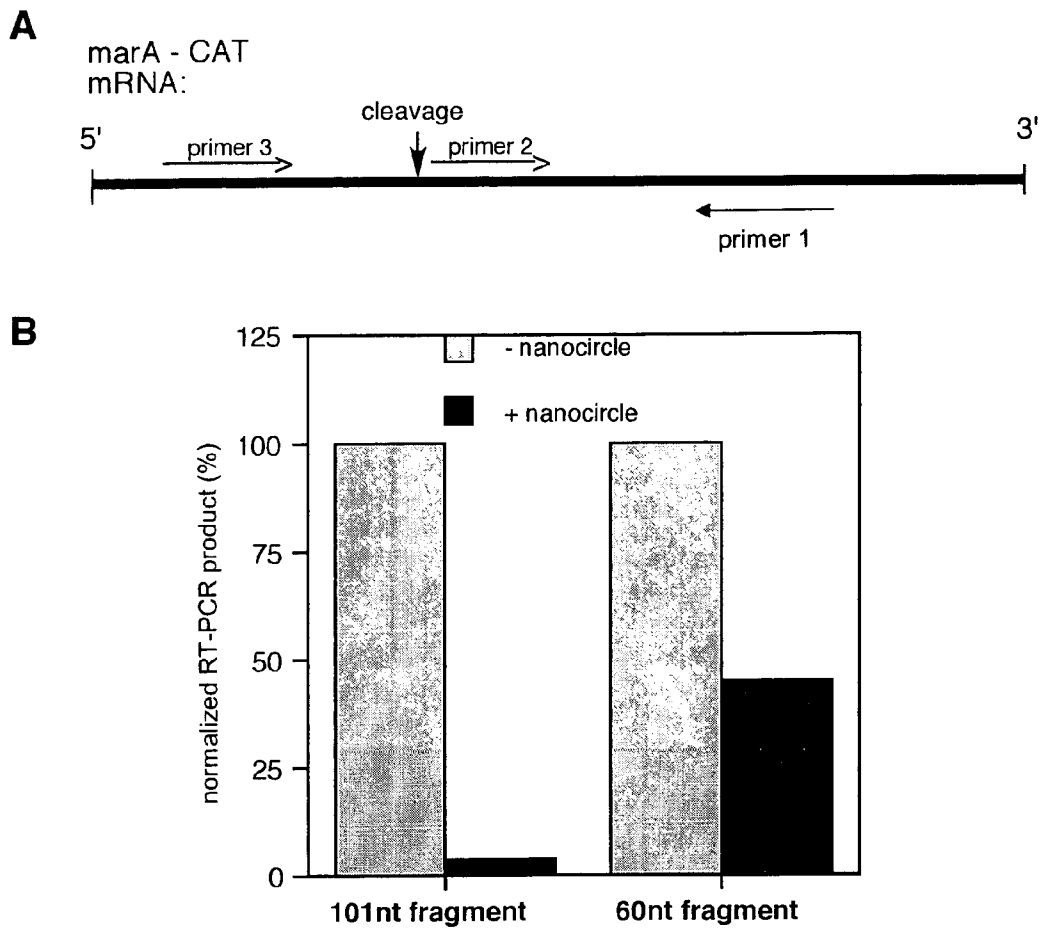 A
marA - CAT
mRNA:
cleavage
5'
3'
primer 3
primer 2
primer 1
B
125
- nanocircle
+ nanocircle
100
75
50
25
0
normalized RT-PCR product (%)
101nt fragment
60nt fragment